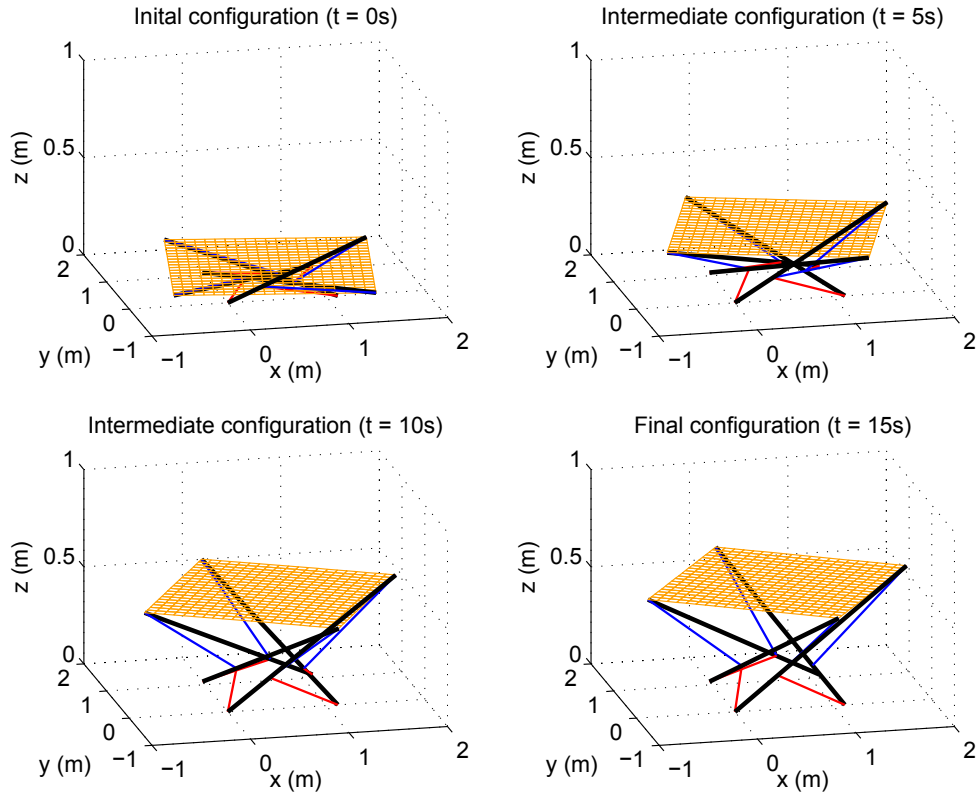 Inital configuration (t = 0s)
1
0.5
0
z (m)
2
1
0
−1
y (m)
−1
0
1
2
x (m)
Intermediate configuration (t = 5s)
1
0.5
0
z (m)
2
1
0
−1
y (m)
−1
0
1
2
x (m)
Intermediate configuration (t = 10s)
1
0.5
0
z (m)
2
1
0
−1
y (m)
−1
0
1
2
x (m)
Final configuration (t = 15s)
1
0.5
0
z (m)
2
1
0
−1
y (m)
−1
0
1
2
x (m)